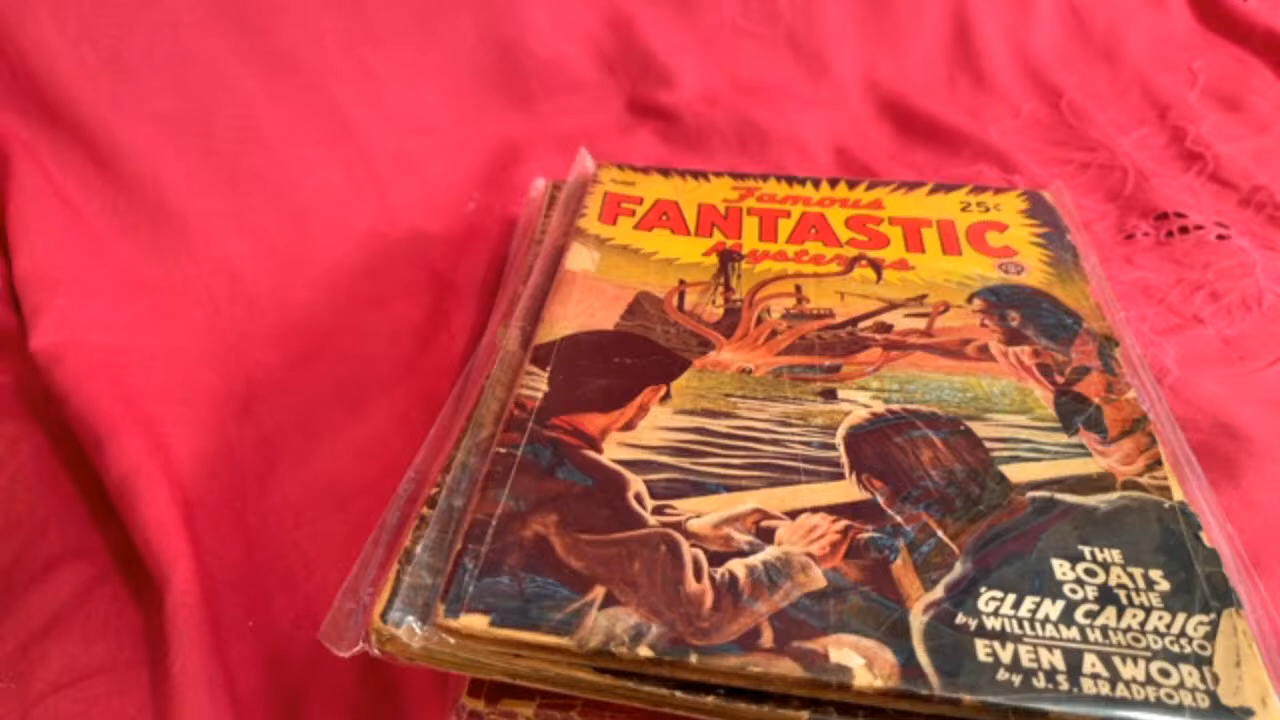 Famous
25¢
FANTASTIC
Mysteries
THE
BOATS
OF THE
'GLEN CARRIG'
by WILLIAM H. HODGSO
EVEN A WOR
by J. S. BRADFORD